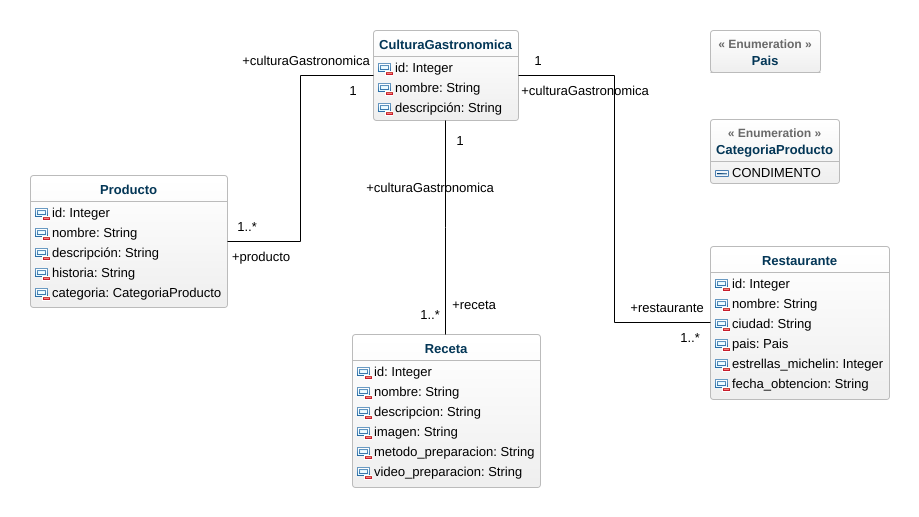 CulturaGastronomica
id: Integer
nombre: String
descripción: String
+culturaGastronomica
1
1
+culturaGastronomica
1
+culturaGastronomica
« Enumeration »
Pais
« Enumeration »
CategoriaProducto
CONDIMENTO
Producto
id: Integer
nombre: String
descripción: String
historia: String
categoria: CategoriaProducto
1..*
+producto
+receta
1..*
+restaurante
1..*
Restaurante
id: Integer
nombre: String
ciudad: String
pais: Pais
estrellas_michelin: Integer
fecha_obtencion: String
Receta
id: Integer
nombre: String
descripcion: String
imagen: String
metodo_preparacion: String
video_preparacion: String